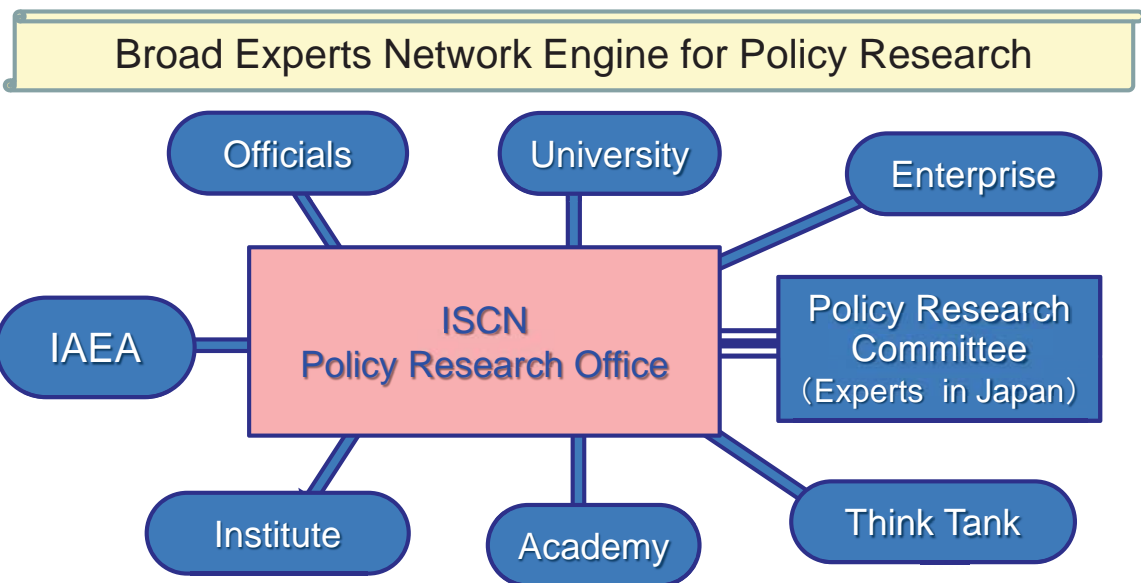 Broad Experts Network Engine for Policy Research
Officials
University
Enterprise
IAEA
ISCN
Policy Research Office
Policy Research
Committee
（Experts  in Japan）
Institute
Academy
Think Tank